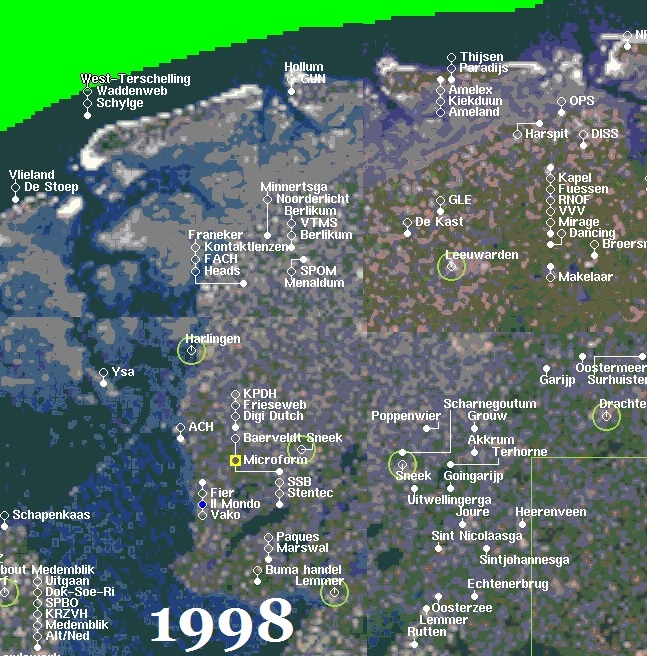 Thijsen
Paradijs
Hollum
GUN
West-Terschelling
Waddenweb
Schylge
Amelex
Kiekduun
Ameland
OPS
Harspit
DISS
Vlieland
De Stoep
Minnertsga
Noorderlicht
Berlikum
VTMS
Berlikum
Kapel
Fuessen
RNOF
VVV
Mirage
Dancing
GLE
De Kast
Franeker
Kontaktlenzen
FACH
Heads
SPOM
Menaldum
Leeuwarden
Makelaar
Harlingen
Ysa
Garijp
KPDH
Frieseweb
Digi Dutch
Scharnegoutum
Poppenwier
Grouw
ACH
Baerveldt Sneek
Microform
Akkrum
Terhorne
Sneek
Goingarijp
SSB
Stentec
Fier
Il Mondo
Vako
Uitwellingerga
Joure
Heerenveen
Schapenkaas
Sint Nicolaasga
Sintjohannesga
Paques
Marswal
Buma handel
Lemmer
Medemblik
Uitgaan
Dok-Soe-Ri
SPBO
KRZVH
Medemblik
Alt/Ned
Echtenerbrug
Oosterzee
Lemmer
Rutten
1998